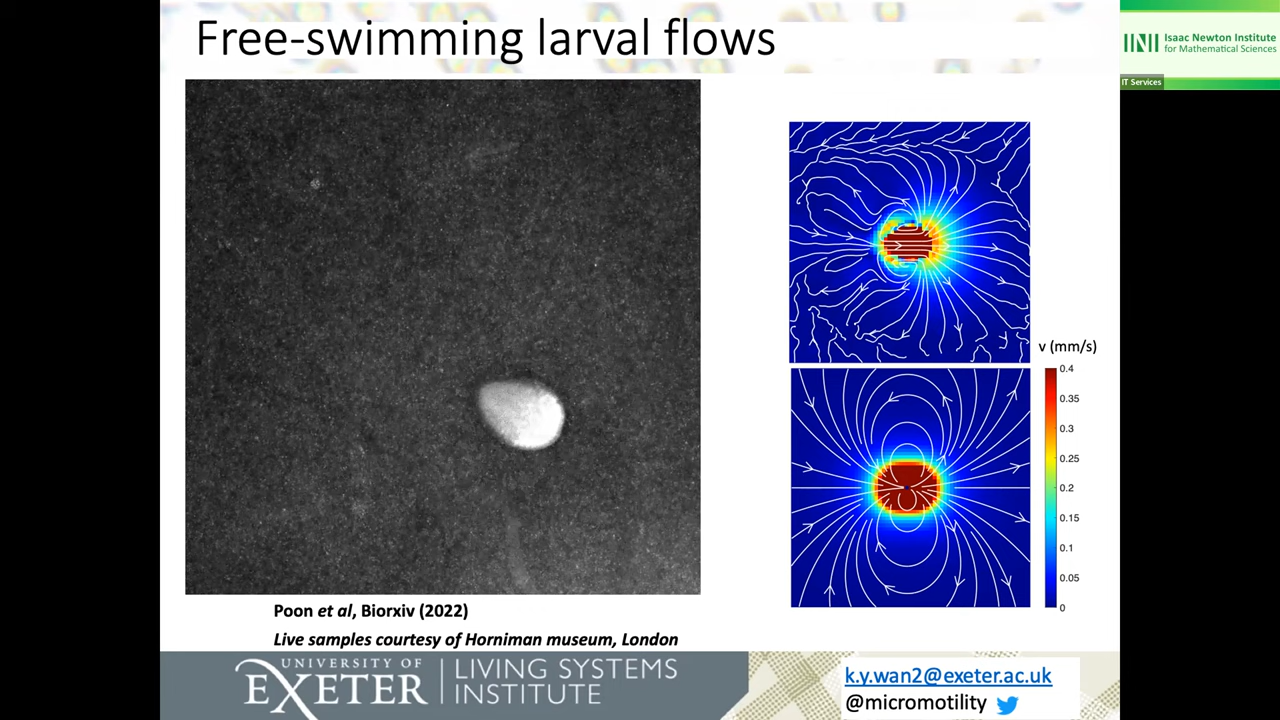 Free-swimming larval flows
Isaac Newton Institute
for Mathematical Sciences
IT Services
v (mm/s)
0.4
0.35
0.3
0.25
0.2
0.15
0.1
0.05
0
Poon et al, Biorxiv (2022)
Live samples courtesy of Horniman museum, London
UNIVERSITY OF
EXETER
LIVING SYSTEMS
INSTITUTE
k.y.wan2@exeter.ac.uk
@micromotility